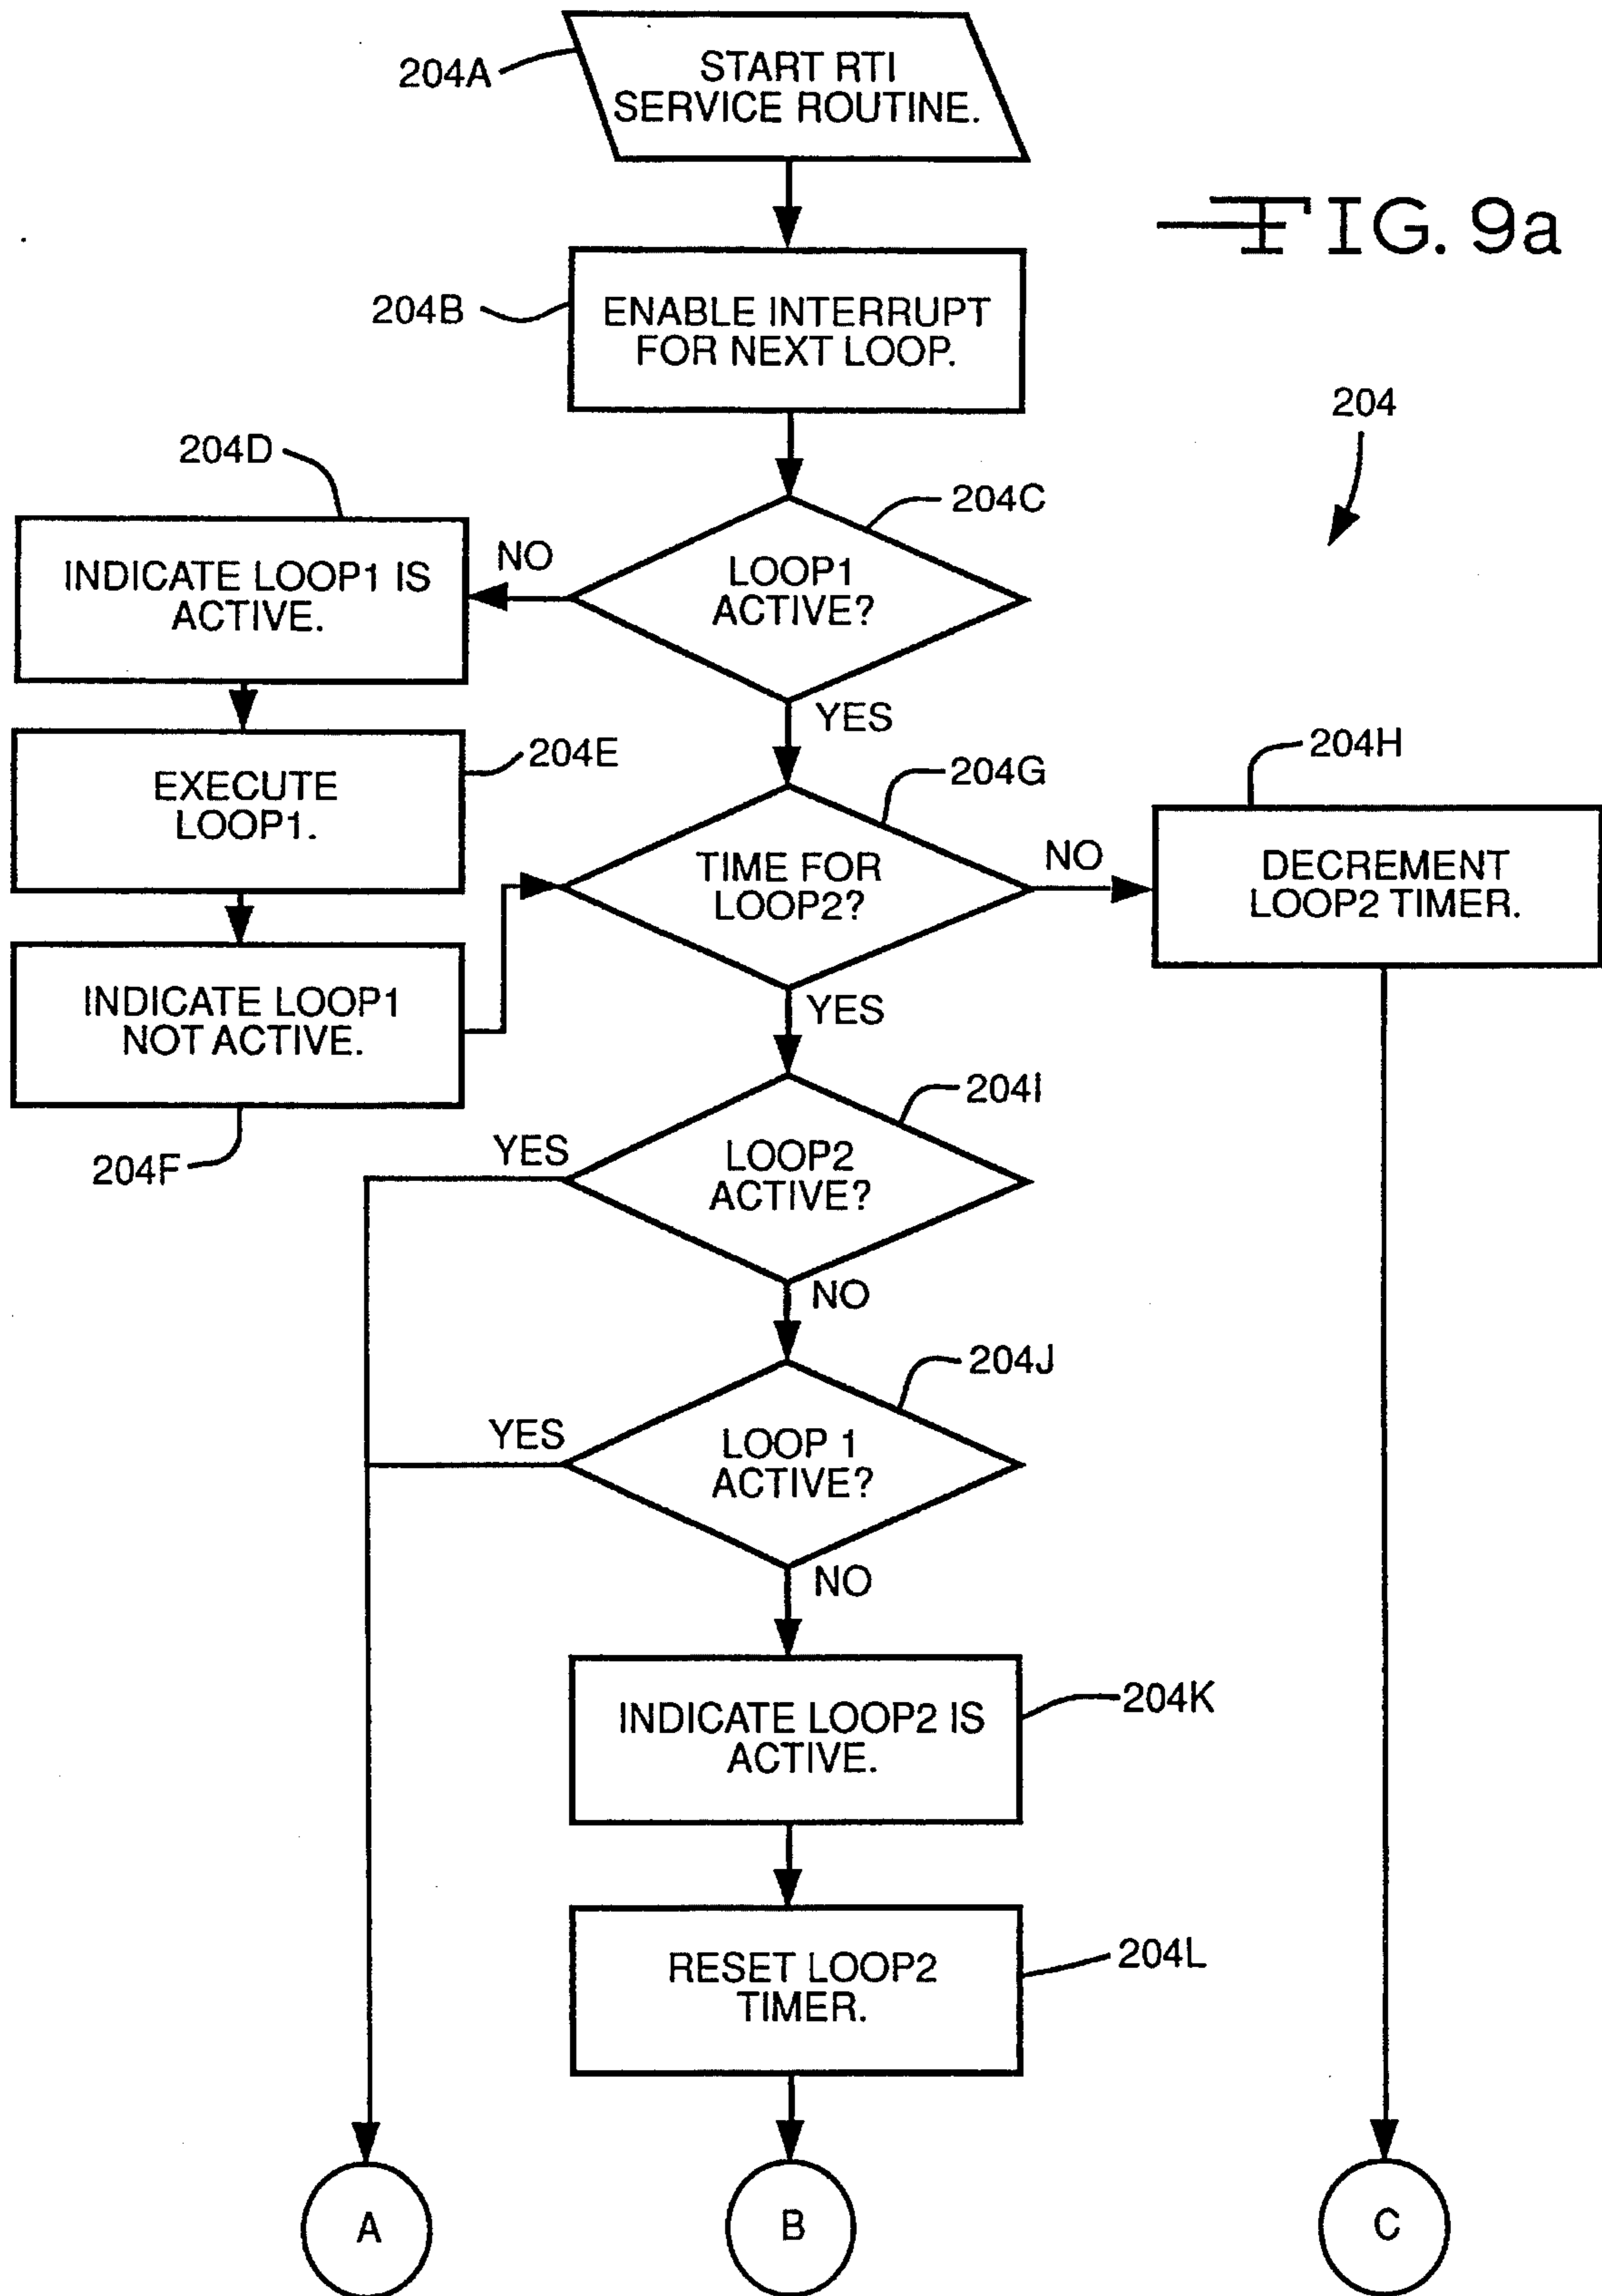 204A
START RTI
SERVICE ROUTINE.
FIG. 9a
204B
ENABLE INTERRUPT
FOR NEXT LOOP.
204
204D
204C
INDICATE LOOP1 IS
ACTIVE.
NO
LOOP1
ACTIVE?
YES
204E
EXECUTE
LOOP1.
204G
204H
TIME FOR
LOOP2?
NO
DECREMENT
LOOP2 TIMER.
INDICATE LOOP1
NOT ACTIVE.
YES
204F
204I
YES
LOOP2
ACTIVE?
NO
204J
YES
LOOP 1
ACTIVE?
NO
INDICATE LOOP2 IS
ACTIVE.
204K
RESET LOOP2
TIMER.
204L
A
B
C